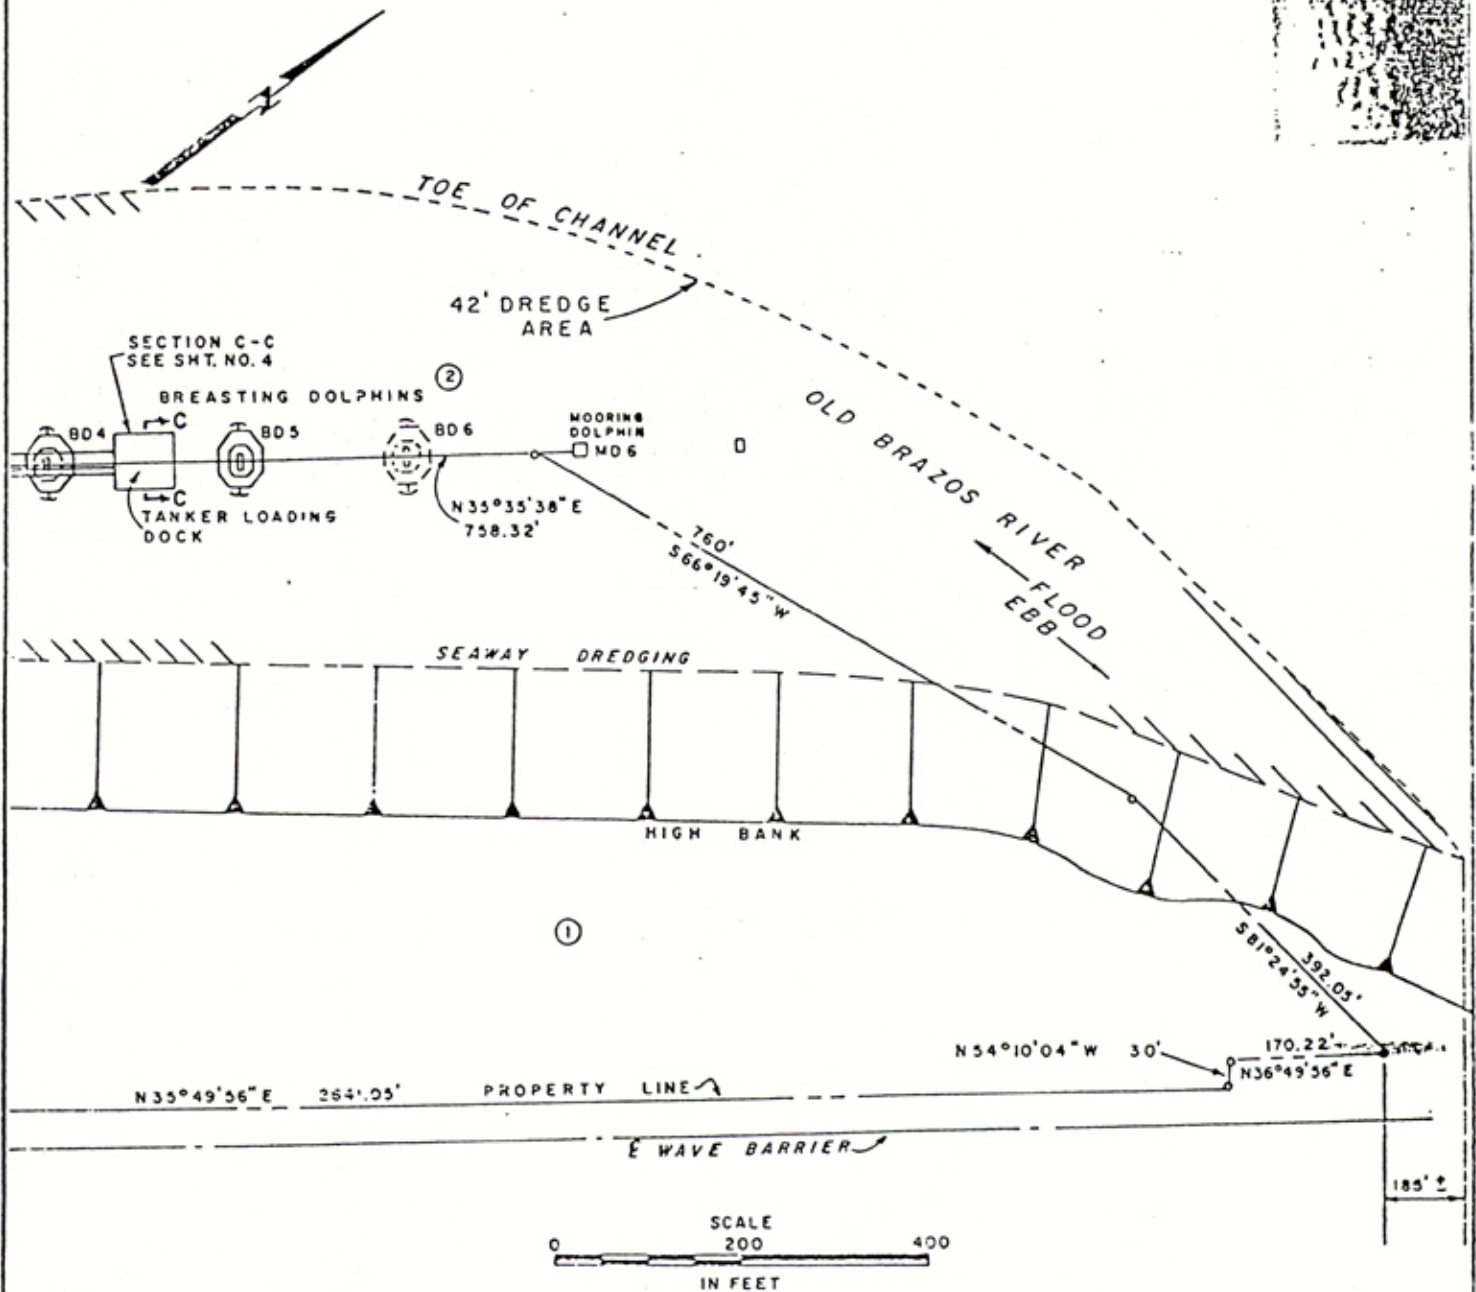 TOE OF CHANNEL
42' DREDGE
AREA
SECTION C-C
SEE SHT. NO. 4
BREASTING DOLPHINS
2
C
BD4
BD5
BD6
MOORING
DOLPHIN
MD6
C
TANKER LOADING
DOCK
N35°35'38"E
758.32'
OLD BRAZOS RIVER
760'
S66°19'45"W
FLOOD
EBB
SEAWAY DREDGING
HIGH BANK
1
S81°24'55"W
392.05'
N54°10'04"W 30'
170.22'
N36°49'56"E
N35°49'56"E
PROPERTY LINE
WAVE BARRIER
185' ±
SCALE
0 200 400
IN FEET